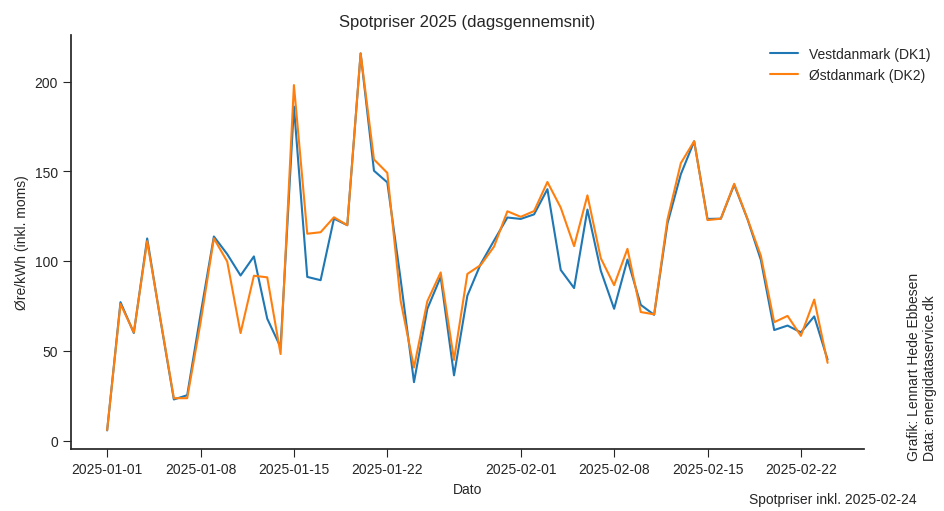 Spotpriser 2025 (dagsgennemsnit)
Vestdanmark (DK1)
Østdanmark (DK2)
Øre/kWh (inkl. moms)
200
150
100
50
0
2025-01-01
2025-01-08
2025-01-15
2025-01-22
2025-02-01
2025-02-08
2025-02-15
2025-02-22
Dato
Grafik: Lennart Hede Ebbesen
Data: energidataservice.dk
Spotpriser inkl. 2025-02-24